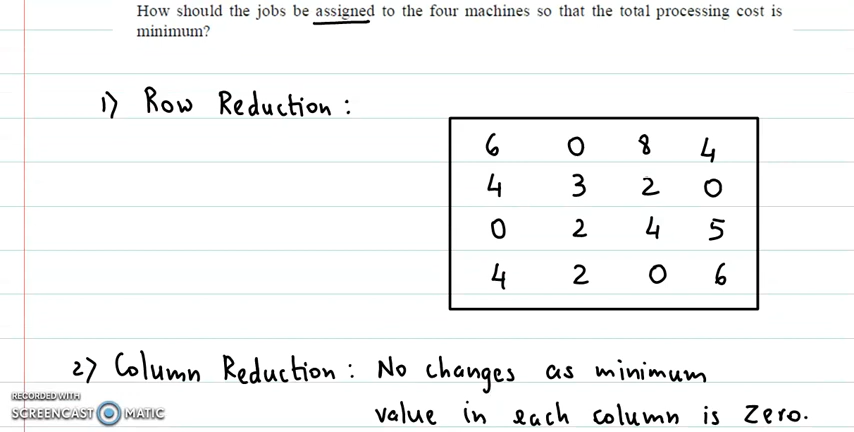 How should the jobs be assigned to the four machines so that the total processing cost is
minimum?
1) Row Reduction :
6 0 8 4
4 3 2 0
0 2 4 5
4 2 0 6
2) Column Reduction : No changes as minimum
value in each column is zero.
RECORDED WITH
SCREENCAST MATIC